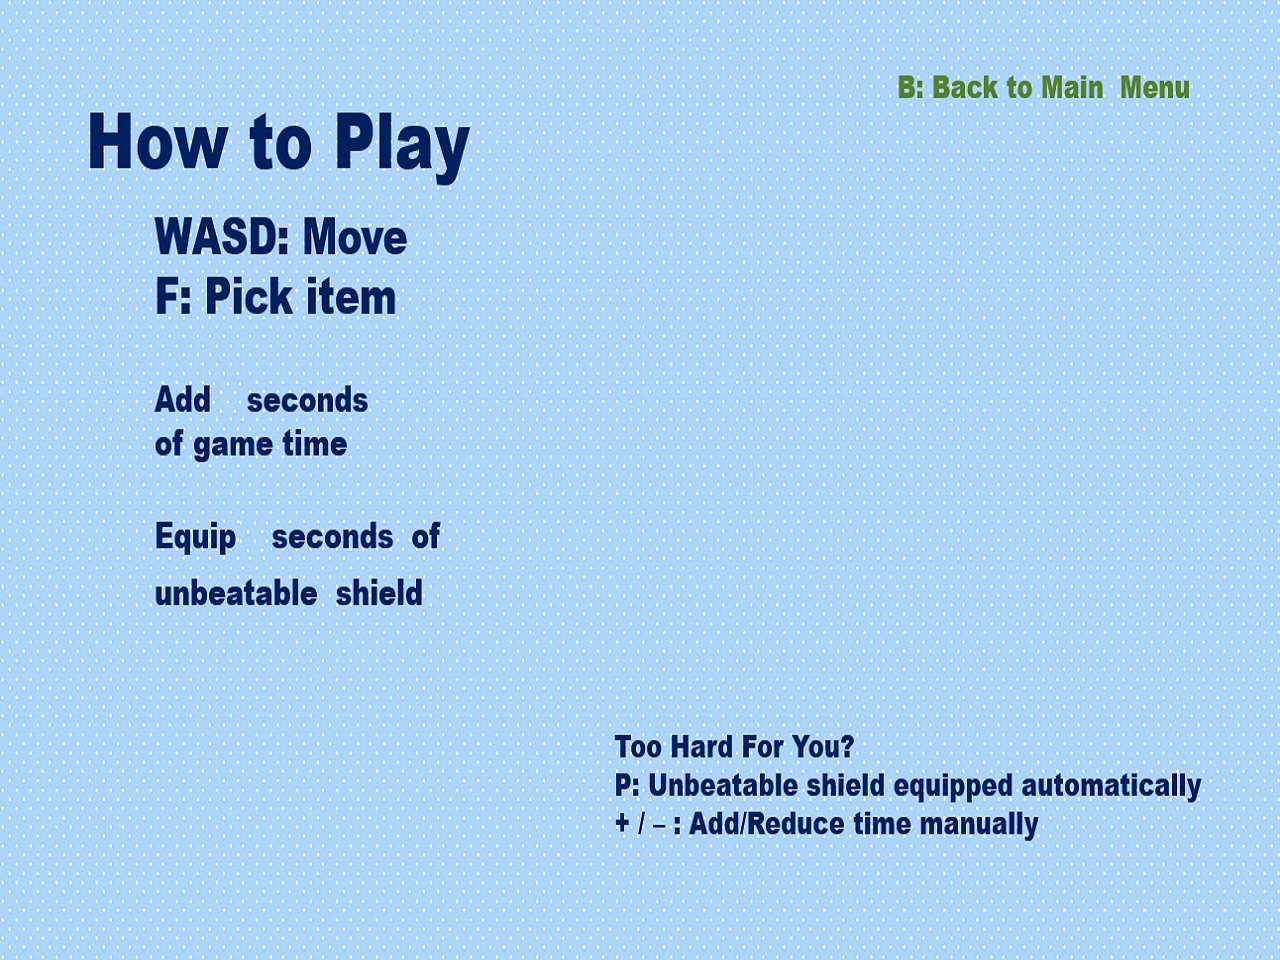 B: Back to Main Menu
How to Play
WASD: Move
F: Pick item
Add seconds
of game time
Equip seconds of
unbeatable shield
Too Hard For You?
P: Unbeatable shield equipped automatically
+ / – : Add/Reduce time manually